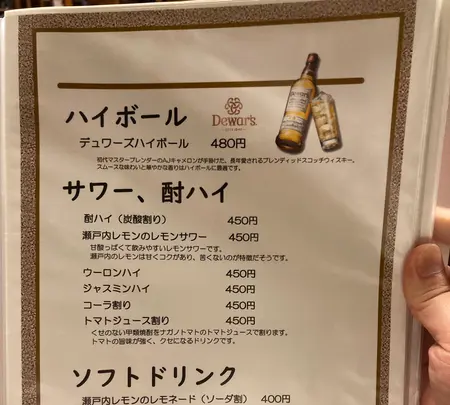 ハイボール
Dewar's
デュワーズハイボール 480円
初代マスターブレンダーのAJキャメロンが手掛けた、長年愛されるブレンディッドスコッチウィスキー。
スムースな味わいと華やかな香りはハイボールに最適です。
サワー、酎ハイ
酎ハイ（炭酸割り） 450円
瀬戸内レモンのレモンサワー 450円
甘酸っぱくて飲みやすいレモンサワーです。
瀬戸内のレモンは甘くコクがあり、苦くないのが特徴だそうです。
ウーロンハイ 450円
ジャスミンハイ 450円
コーラ割り 450円
トマトジュース割り 450円
くせのない甲類焼酎をナガノトマトのトマトジュースで割ります。
トマトの旨味が強く、クセになるドリンクです。
ソフトドリンク
瀬戸内レモンのレモネード（ソーダ割） 400円